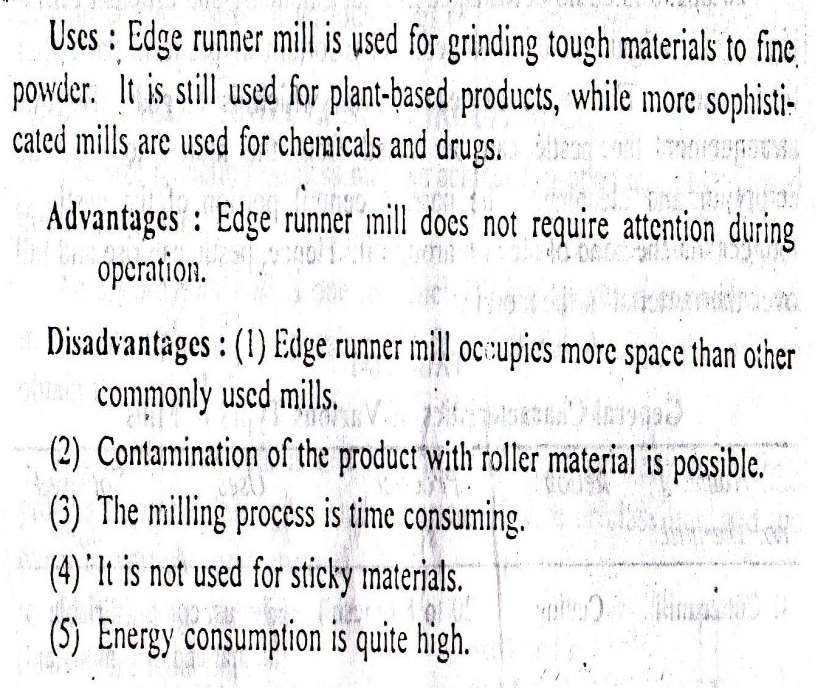 Uses : Edge runner mill is used for grinding tough materials to fine
powder. It is still used for plant-based products, while more sophisti-
cated mills are used for chemicals and drugs.
Advantages : Edge runner mill does not require attention during
operation.
Disadvantages : (1) Edge runner mill occupies more space than other
commonly used mills.
(2) Contamination of the product with roller material is possible.
(3) The milling process is time consuming.
(4) It is not used for sticky materials.
(5) Energy consumption is quite high.